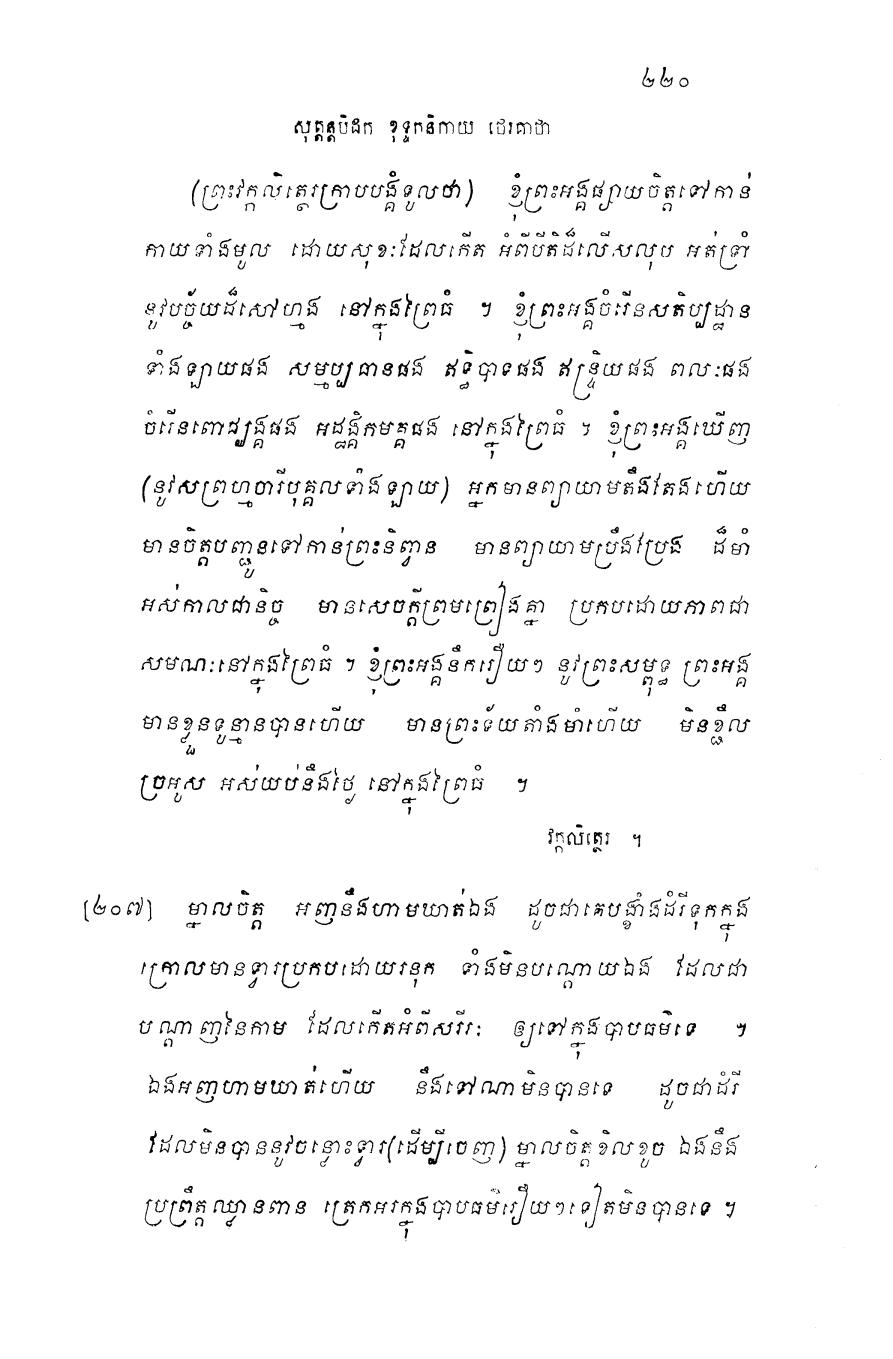 ២២០
សុត្តន្តបិដក ខុទ្ទកនិកាយ ថេរគាថា
(ព្រះវក្កលិត្ថេរក្រាបបង្គំទូលថា) ខ្ញុំព្រះអង្គផ្សាយចិត្តទៅកាន់
កាយទាំងមូល ដោយសុខៈដែលកើត អំពីបីតិដ៏លើសលុប អត់ទ្រាំ
នូវបច្ច័យដ៏សៅហ្មង នៅក្នុងព្រៃធំ ។ ខ្ញុំព្រះអង្គចំរើនសតិប្បដ្ឋាន
ទាំងឡាយផង សម្មប្បធានផង ឥទ្ធិបាទផង ឥន្ទ្រិយផង ពលៈផង
ចំរើនពោជ្ឈង្គផង អដ្ឋង្គិកមគ្គផង នៅក្នុងព្រៃធំ ។ ខ្ញុំព្រះអង្គឃើញ
(នូវសព្រហ្មចារីបុគ្គលទាំងឡាយ) អ្នកមានព្យាយាមតឹងតែងហើយ
មានចិត្តបញ្ជូនទៅកាន់ព្រះនិព្វាន មានព្យាយាមប្រឹងប្រែង ដ៏មាំ
អស់កាលជានិច្ច មានសេចក្តីព្រមព្រៀងគ្នា ប្រកបដោយភាពជា
សមណៈនៅក្នុងព្រៃធំ ។ ខ្ញុំព្រះអង្គនឹករឿយៗ នូវព្រះសម្ពុទ្ធ ព្រះអង្គ
មានខ្លួនទូន្មានបានហើយ មានព្រះទ័យតាំងមាំហើយ មិនខ្ជឹល
ច្រអូស អស់យប់នឹងថ្ងៃ នៅក្នុងព្រៃធំ ។
វក្កលិត្ថេរ ។
[២០៧] ម្នាលចិត្ត អញនឹងហាមឃាត់ឯង ដូចជាគេបង្ខាំងដំរីទុកក្នុង
ក្រោលមានទ្វារប្រកបដោយរនុក ទាំងមិនបណ្តោយឯង ដែលជា
បណ្តាញនៃកាម ដែលកើតអំពីសរីរៈ ឲ្យទៅក្នុងបាបធម៌ទេ ។
ឯងអញហាមឃាត់ហើយ នឹងទៅណាមិនបានទេ ដូចជាដំរី
ដែលមិនបាននូវចន្លោះទ្វារ(ដើម្បីចេញ) ម្នាលចិត្តខិលខូច ឯងនឹង
ប្រព្រឹត្តឈ្លានពាន ត្រេកអរក្នុងបាបធម៌រឿយៗទៀតមិនបានទេ ។